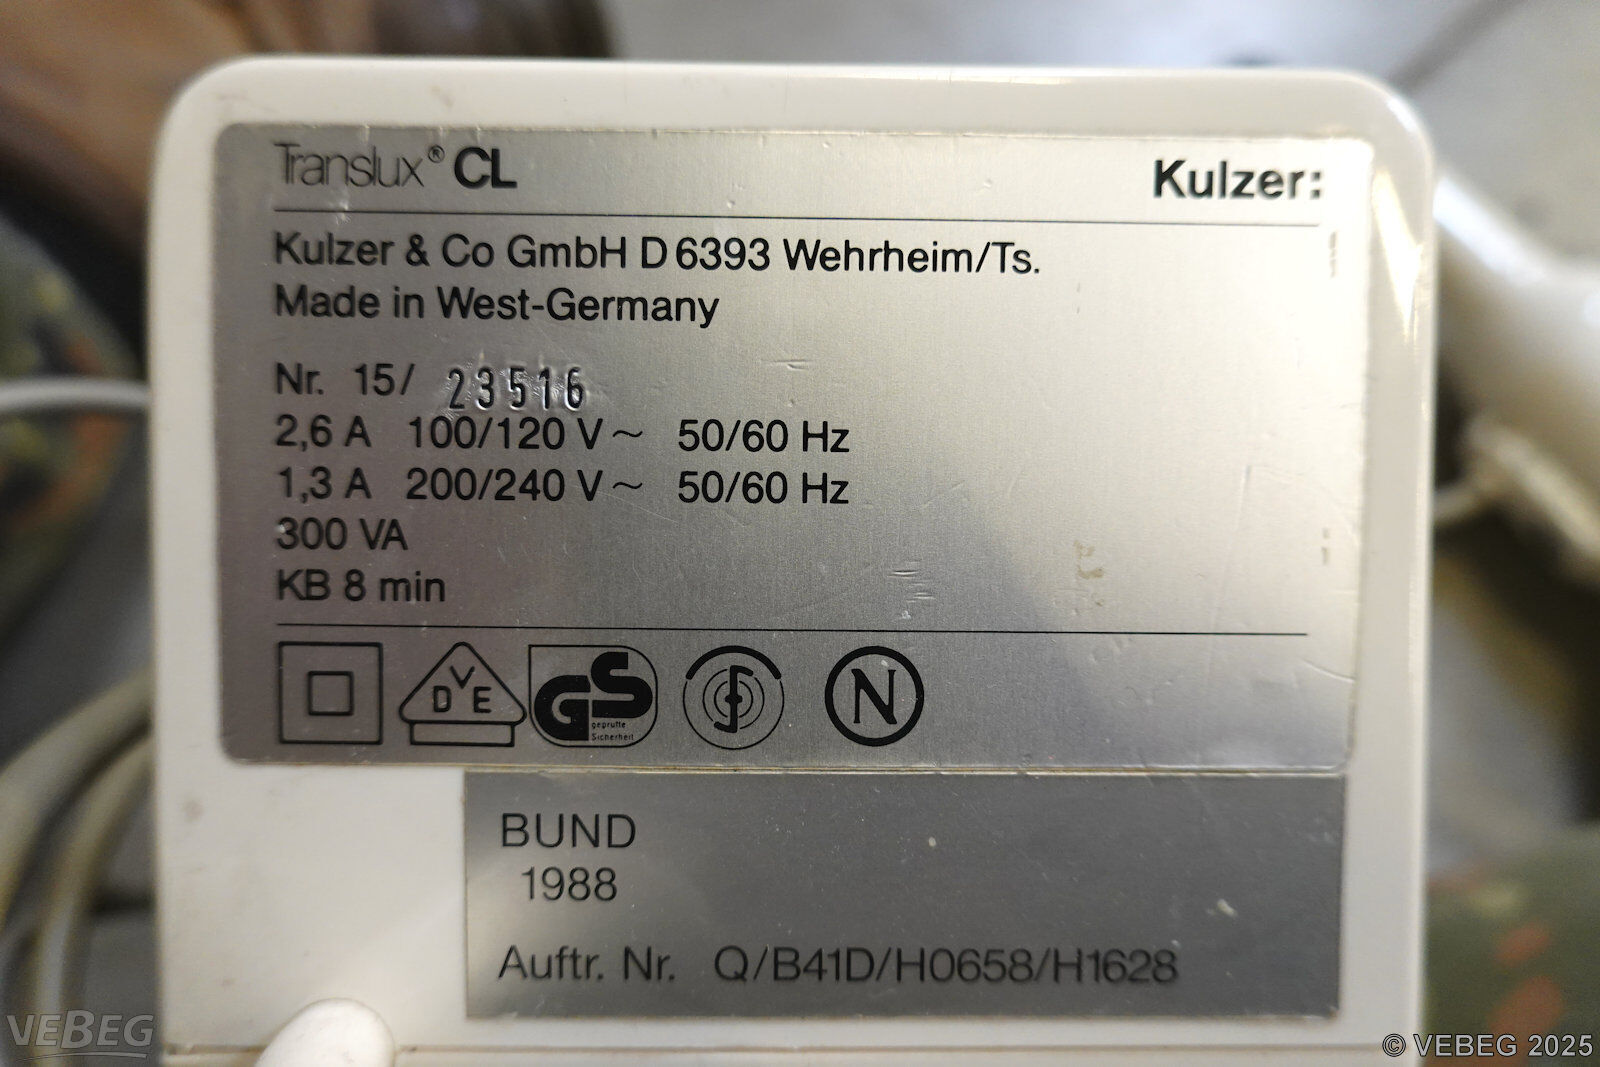 Translux® CL
Kulzer:
Kulzer & Co GmbH D 6393 Wehrheim/Ts.
Made in West-Germany
Nr. 15/ 23516
2,6 A 100/120 V ~ 50/60 Hz
1,3 A 200/240 V ~ 50/60 Hz
300 VA
KB 8 min
DVE
GS
geprüfte
Sicherheit
N
BUND
1988
Auftr. Nr. Q/B41D/H0658/H1628
VEBEG
© VEBEG 2025